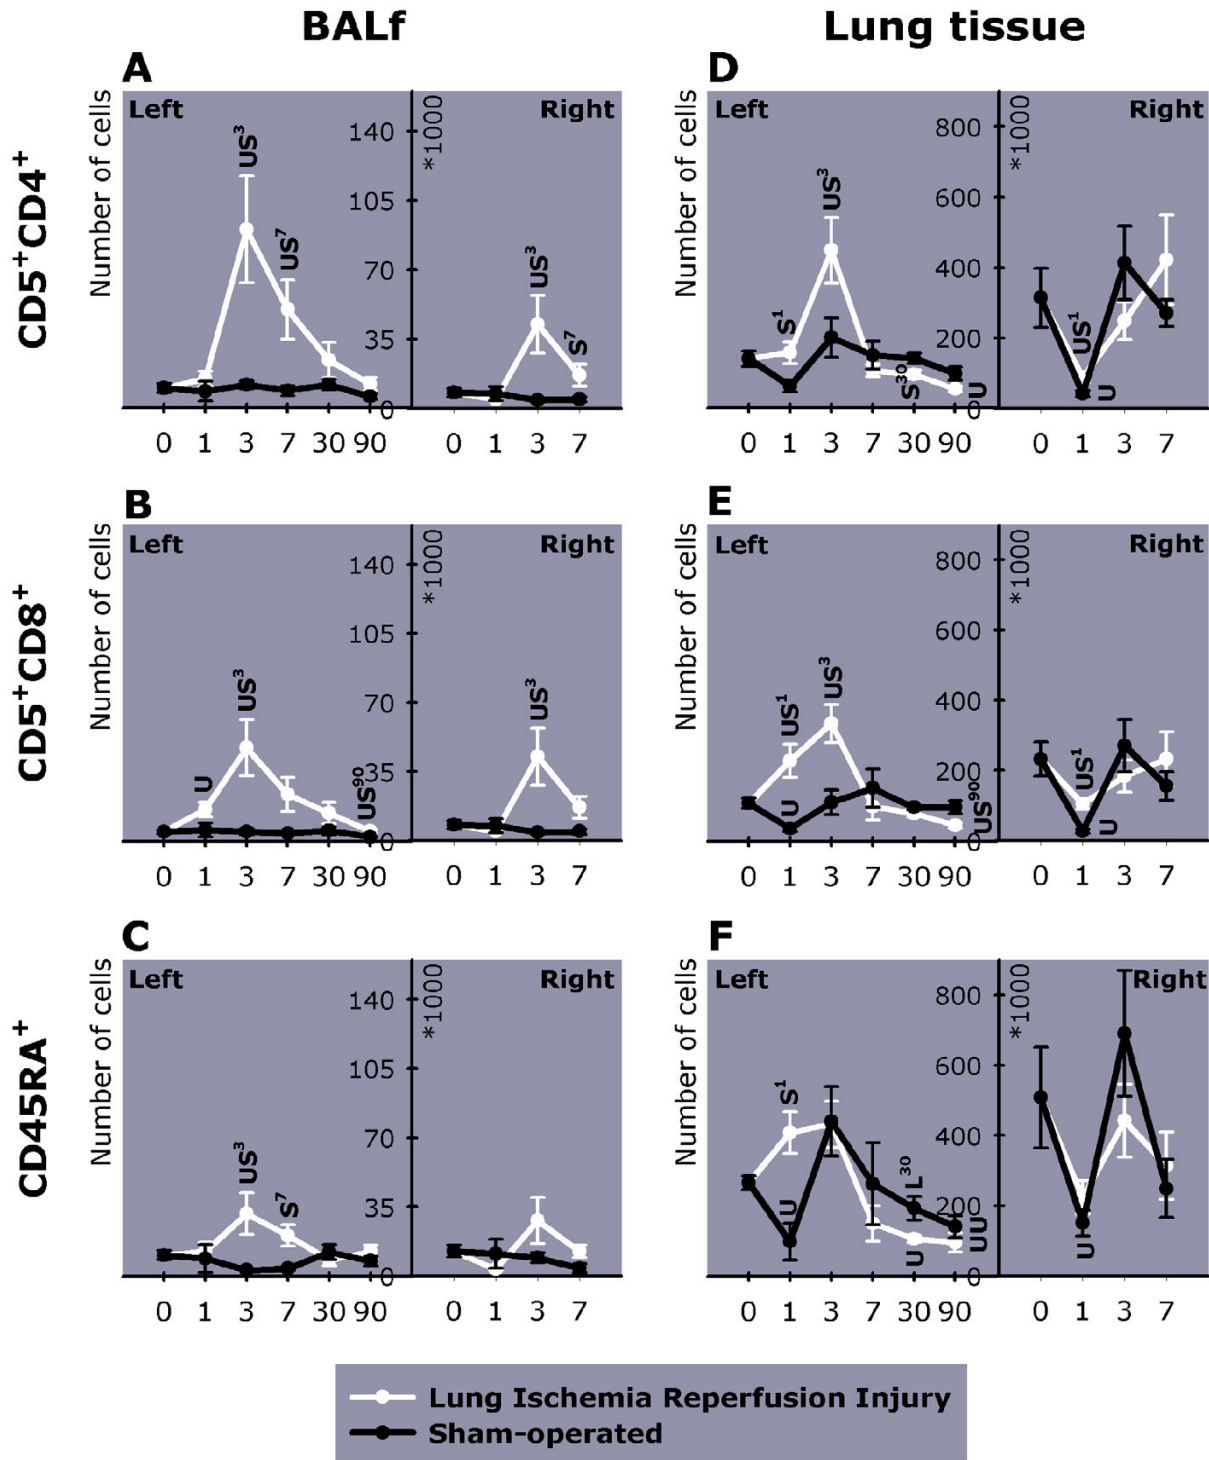 BALf
Lung tissue
CD5⁺CD4⁺
A
Number of cells
Left
Right
*1000
140
105
70
35
0
US³
US⁷
US³
S⁷
0 1 3 7 30 90
0 1 3 7
D
Number of cells
Left
Right
*1000
800
600
400
200
0
S¹
US³
S³⁰
U
US¹
U
0 1 3 7 30 90
0 1 3 7
CD5⁺CD8⁺
B
Number of cells
Left
Right
*1000
140
105
70
35
0
U
US³
US⁹⁰
US³
0 1 3 7 30 90
0 1 3 7
E
Number of cells
Left
Right
*1000
800
600
400
200
0
US¹
U
US³
US⁹⁰
US¹
U
0 1 3 7 30 90
0 1 3 7
CD45RA⁺
C
Number of cells
Left
Right
*1000
140
105
70
35
0
US³
S⁷
0 1 3 7 30 90
0 1 3 7
F
Number of cells
Left
Right
*1000
800
600
400
200
0
S¹
U
L³⁰
U
UU
U
0 1 3 7 30 90
0 1 3 7
Lung Ischemia Reperfusion Injury
Sham-operated